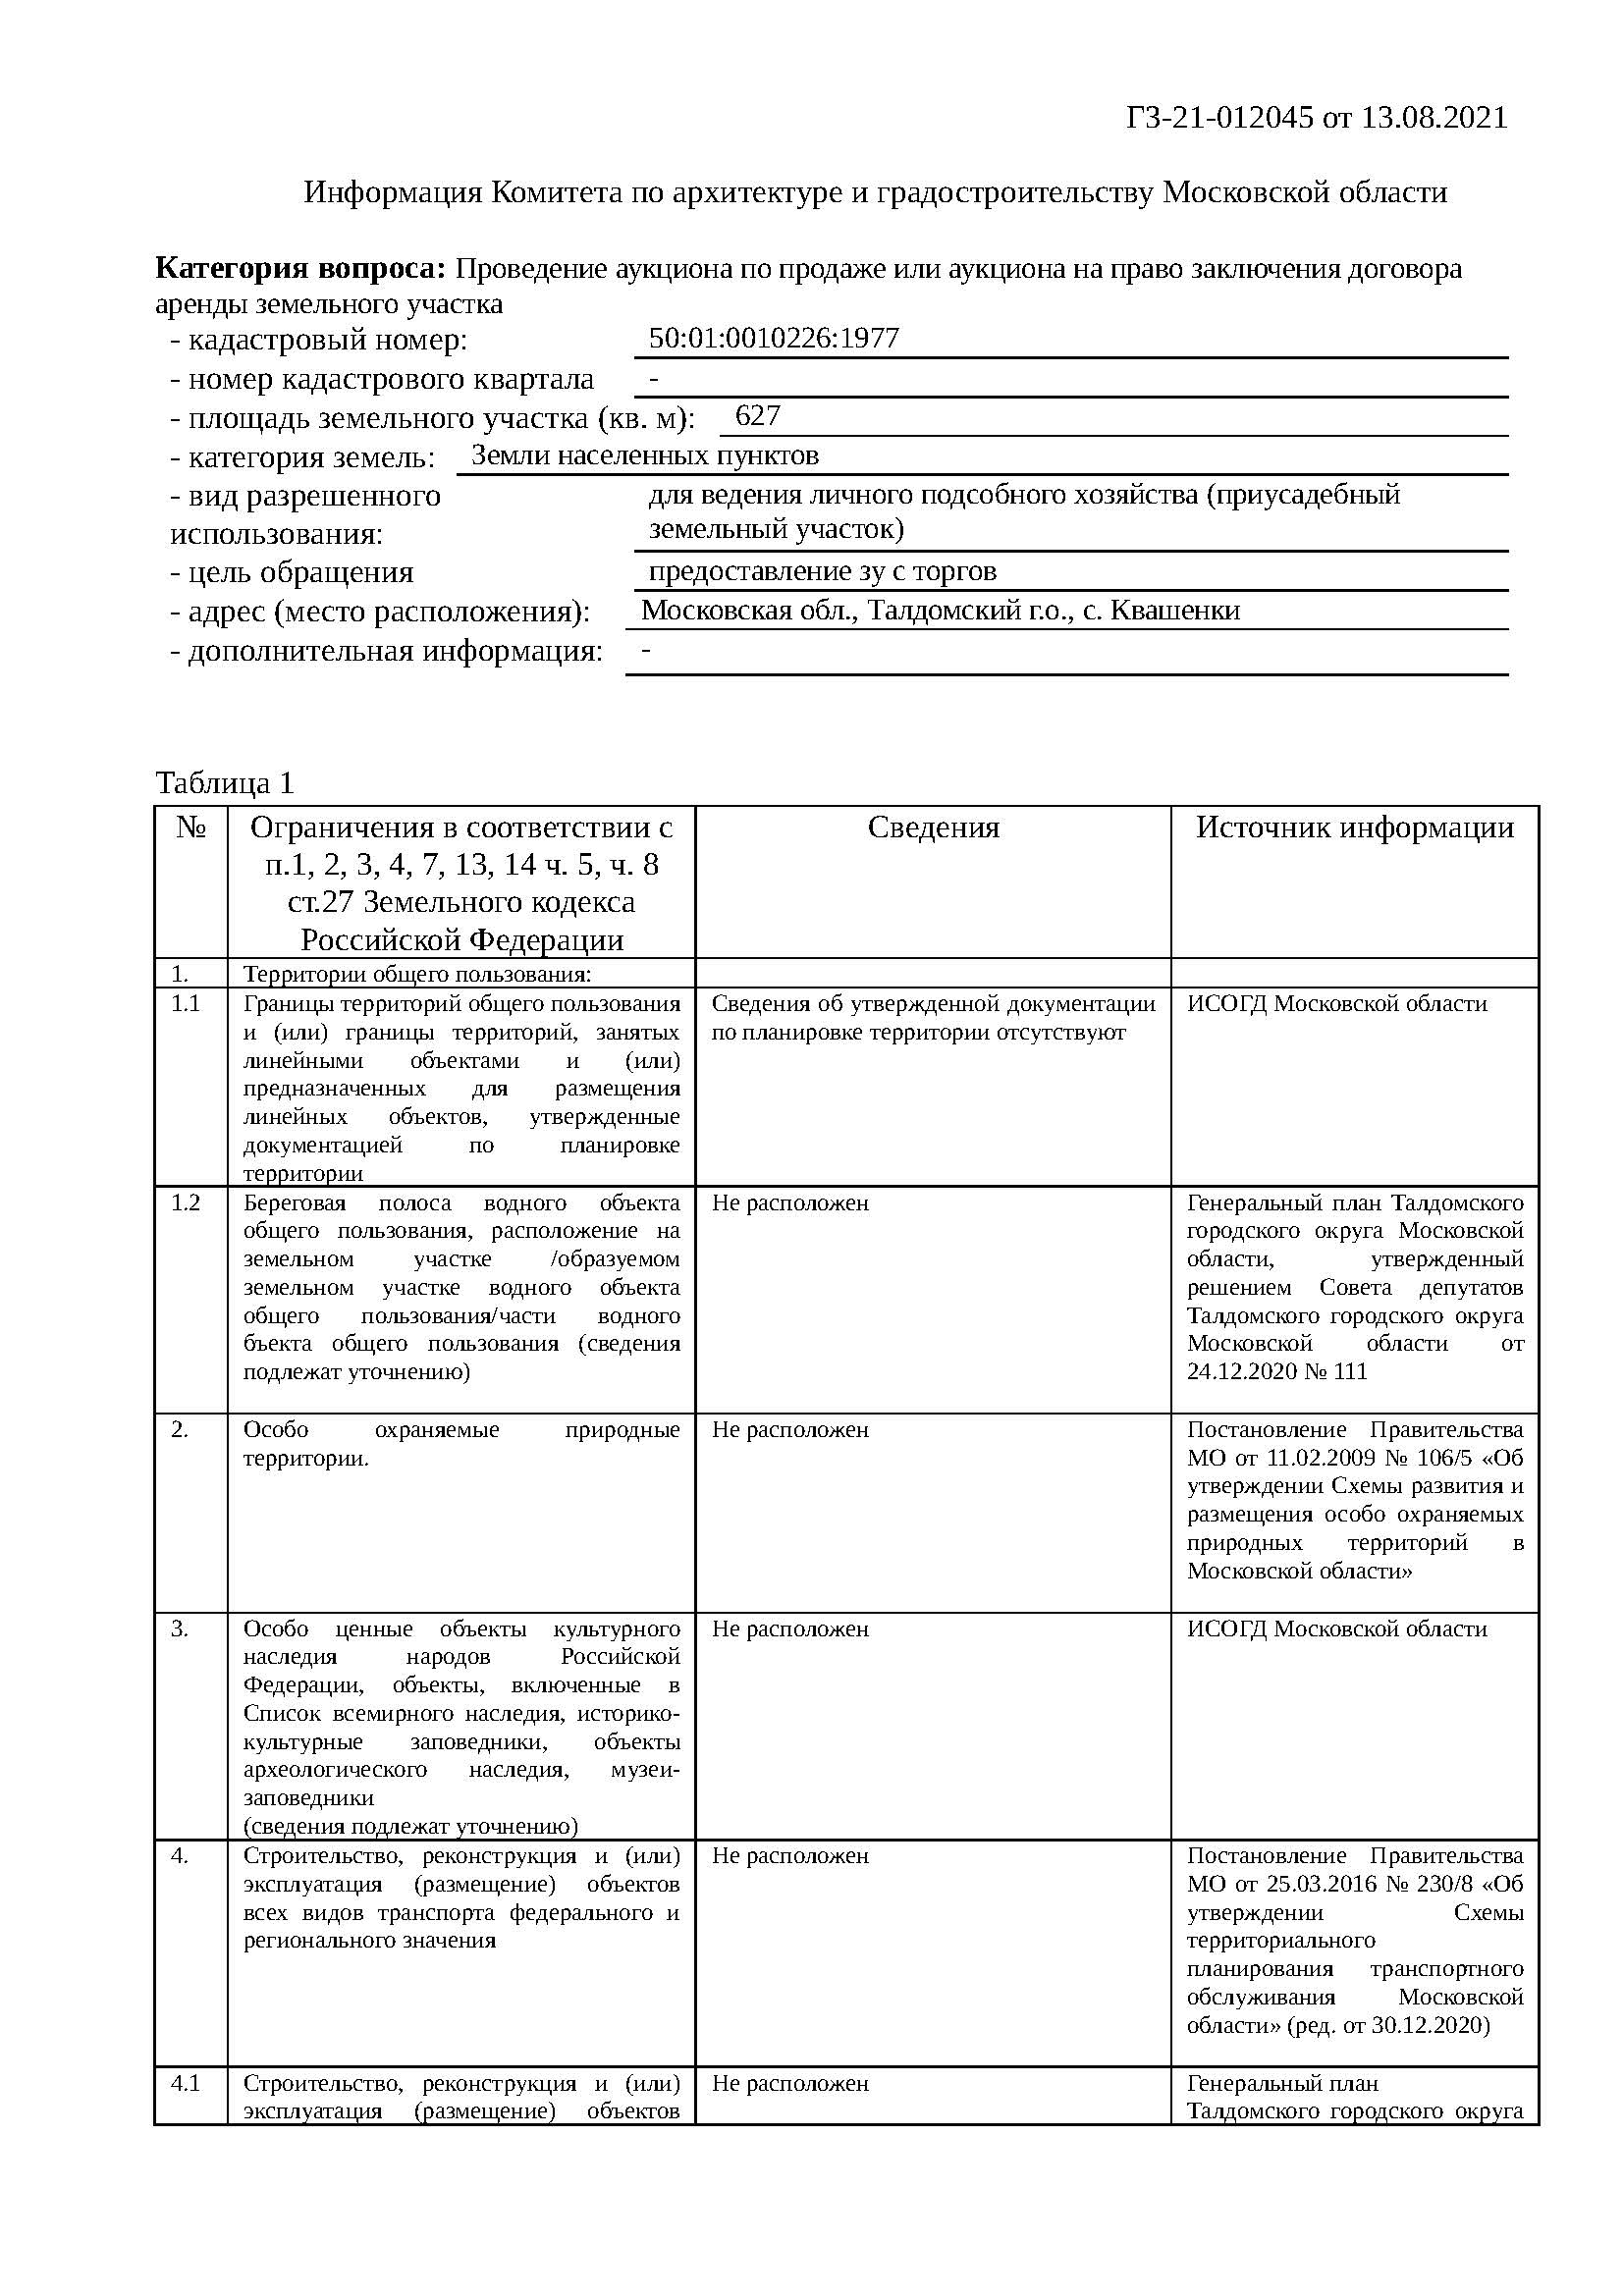 ГЗ-21-012045 от 13.08.2021
Информация Комитета по архитектуре и градостроительству Московской области
Категория вопроса: Проведение аукциона по продаже или аукциона на право заключения договора
аренды земельного участка
- кадастровый номер: 50:01:0010226:1977
- номер кадастрового квартала -
- площадь земельного участка (кв. м): 627
- категория земель: Земли населенных пунктов
- вид разрешенного
использования:
для ведения личного подсобного хозяйства (приусадебный
земельный участок)
- цель обращения предоставление зу с торгов
- адрес (место расположения): Московская обл., Талдомский г.о., с. Квашенки
- дополнительная информация: -
Таблица 1
№
Ограничения в соответствии с
п.1, 2, 3, 4, 7, 13, 14 ч. 5, ч. 8
ст.27 Земельного кодекса
Российской Федерации
Сведения
Источник информации
1.
Территории общего пользования:
1.1
Границы территорий общего пользования
и (или) границы территорий, занятых
линейными объектами и (или)
предназначенных для размещения
линейных объектов, утвержденные
документацией по планировке
территории
Сведения об утвержденной документации
по планировке территории отсутствуют
ИСОГД Московской области
1.2
Береговая полоса водного объекта
общего пользования, расположение на
земельном участке /образуемом
земельном участке водного объекта
общего пользования/части водного
бъекта общего пользования (сведения
подлежат уточнению)
Не расположен
Генеральный план Талдомского
городского округа Московской
области, утвержденный
решением Совета депутатов
Талдомского городского округа
Московской области от
24.12.2020 № 111
2.
Особо охраняемые природные
территории.
Не расположен
Постановление Правительства
МО от 11.02.2009 № 106/5 «Об
утверждении Схемы развития и
размещения особо охраняемых
природных территорий в
Московской области»
3.
Особо ценные объекты культурного
наследия народов Российской
Федерации, объекты, включенные в
Список всемирного наследия, историко-
культурные заповедники, объекты
археологического наследия, музеи-
заповедники
(сведения подлежат уточнению)
Не расположен
ИСОГД Московской области
4.
Строительство, реконструкция и (или)
эксплуатация (размещение) объектов
всех видов транспорта федерального и
регионального значения
Не расположен
Постановление Правительства
МО от 25.03.2016 № 230/8 «Об
утверждении Схемы
территориального
планирования транспортного
обслуживания Московской
области» (ред. от 30.12.2020)
4.1
Строительство, реконструкция и (или)
эксплуатация (размещение) объектов
Не расположен
Генеральный план
Талдомского городского округа